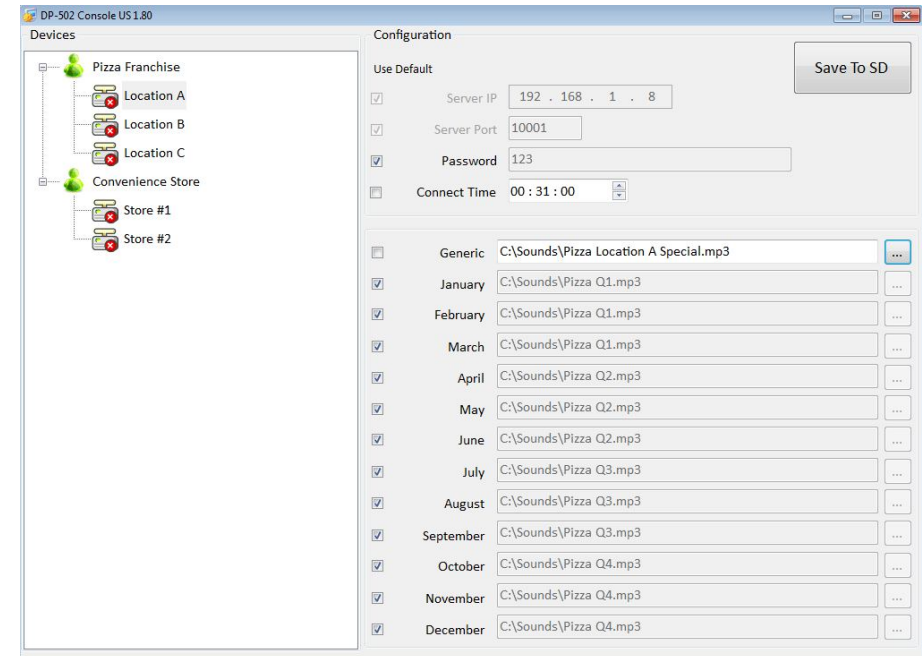 DP-502 Console US 1.80
Devices
Pizza Franchise
Location A
Location B
Location C
Convenience Store
Store #1
Store #2
Configuration
Use Default
Save To SD
Server IP 192 . 168 . 1 . 8
Server Port 10001
Password 123
Connect Time 00 : 31 : 00
Generic C:\Sounds\Pizza Location A Special.mp3 ...
January C:\Sounds\Pizza Q1.mp3 ...
February C:\Sounds\Pizza Q1.mp3 ...
March C:\Sounds\Pizza Q1.mp3 ...
April C:\Sounds\Pizza Q2.mp3 ...
May C:\Sounds\Pizza Q2.mp3 ...
June C:\Sounds\Pizza Q2.mp3 ...
July C:\Sounds\Pizza Q3.mp3 ...
August C:\Sounds\Pizza Q3.mp3 ...
September C:\Sounds\Pizza Q3.mp3 ...
October C:\Sounds\Pizza Q4.mp3 ...
November C:\Sounds\Pizza Q4.mp3 ...
December C:\Sounds\Pizza Q4.mp3 ...